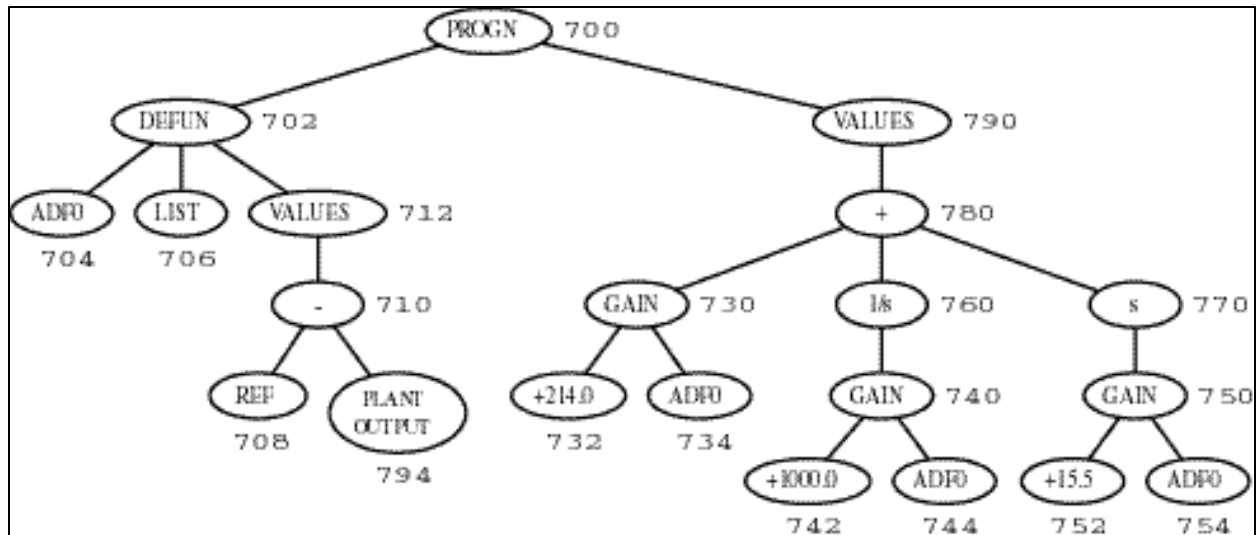 PROGN 700
DEFUN 702 VALUES 790
ADF0 LIST VALUES 712 + 780
704 706
- 710 GAIN 730 1/s 760 s 770
REF PLANT OUTPUT +214.0 ADF0 GAIN 740 GAIN 750
708 732 734
794 +1000.0 ADF0 +15.5 ADF0
742 744 752 754